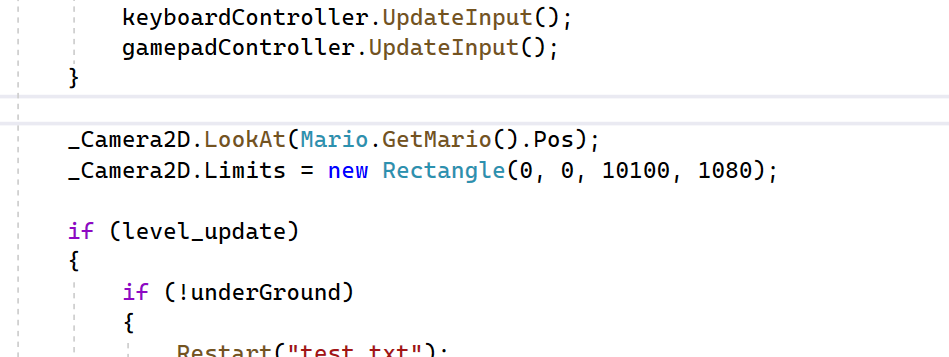 keyboardController.UpdateInput();
gamepadController.UpdateInput();
}
_Camera2D.LookAt(Mario.GetMario().Pos);
_Camera2D.Limits = new Rectangle(0, 0, 10100, 1080);
if (level_update)
{
if (!underGround)
{
Restart("test.txt");